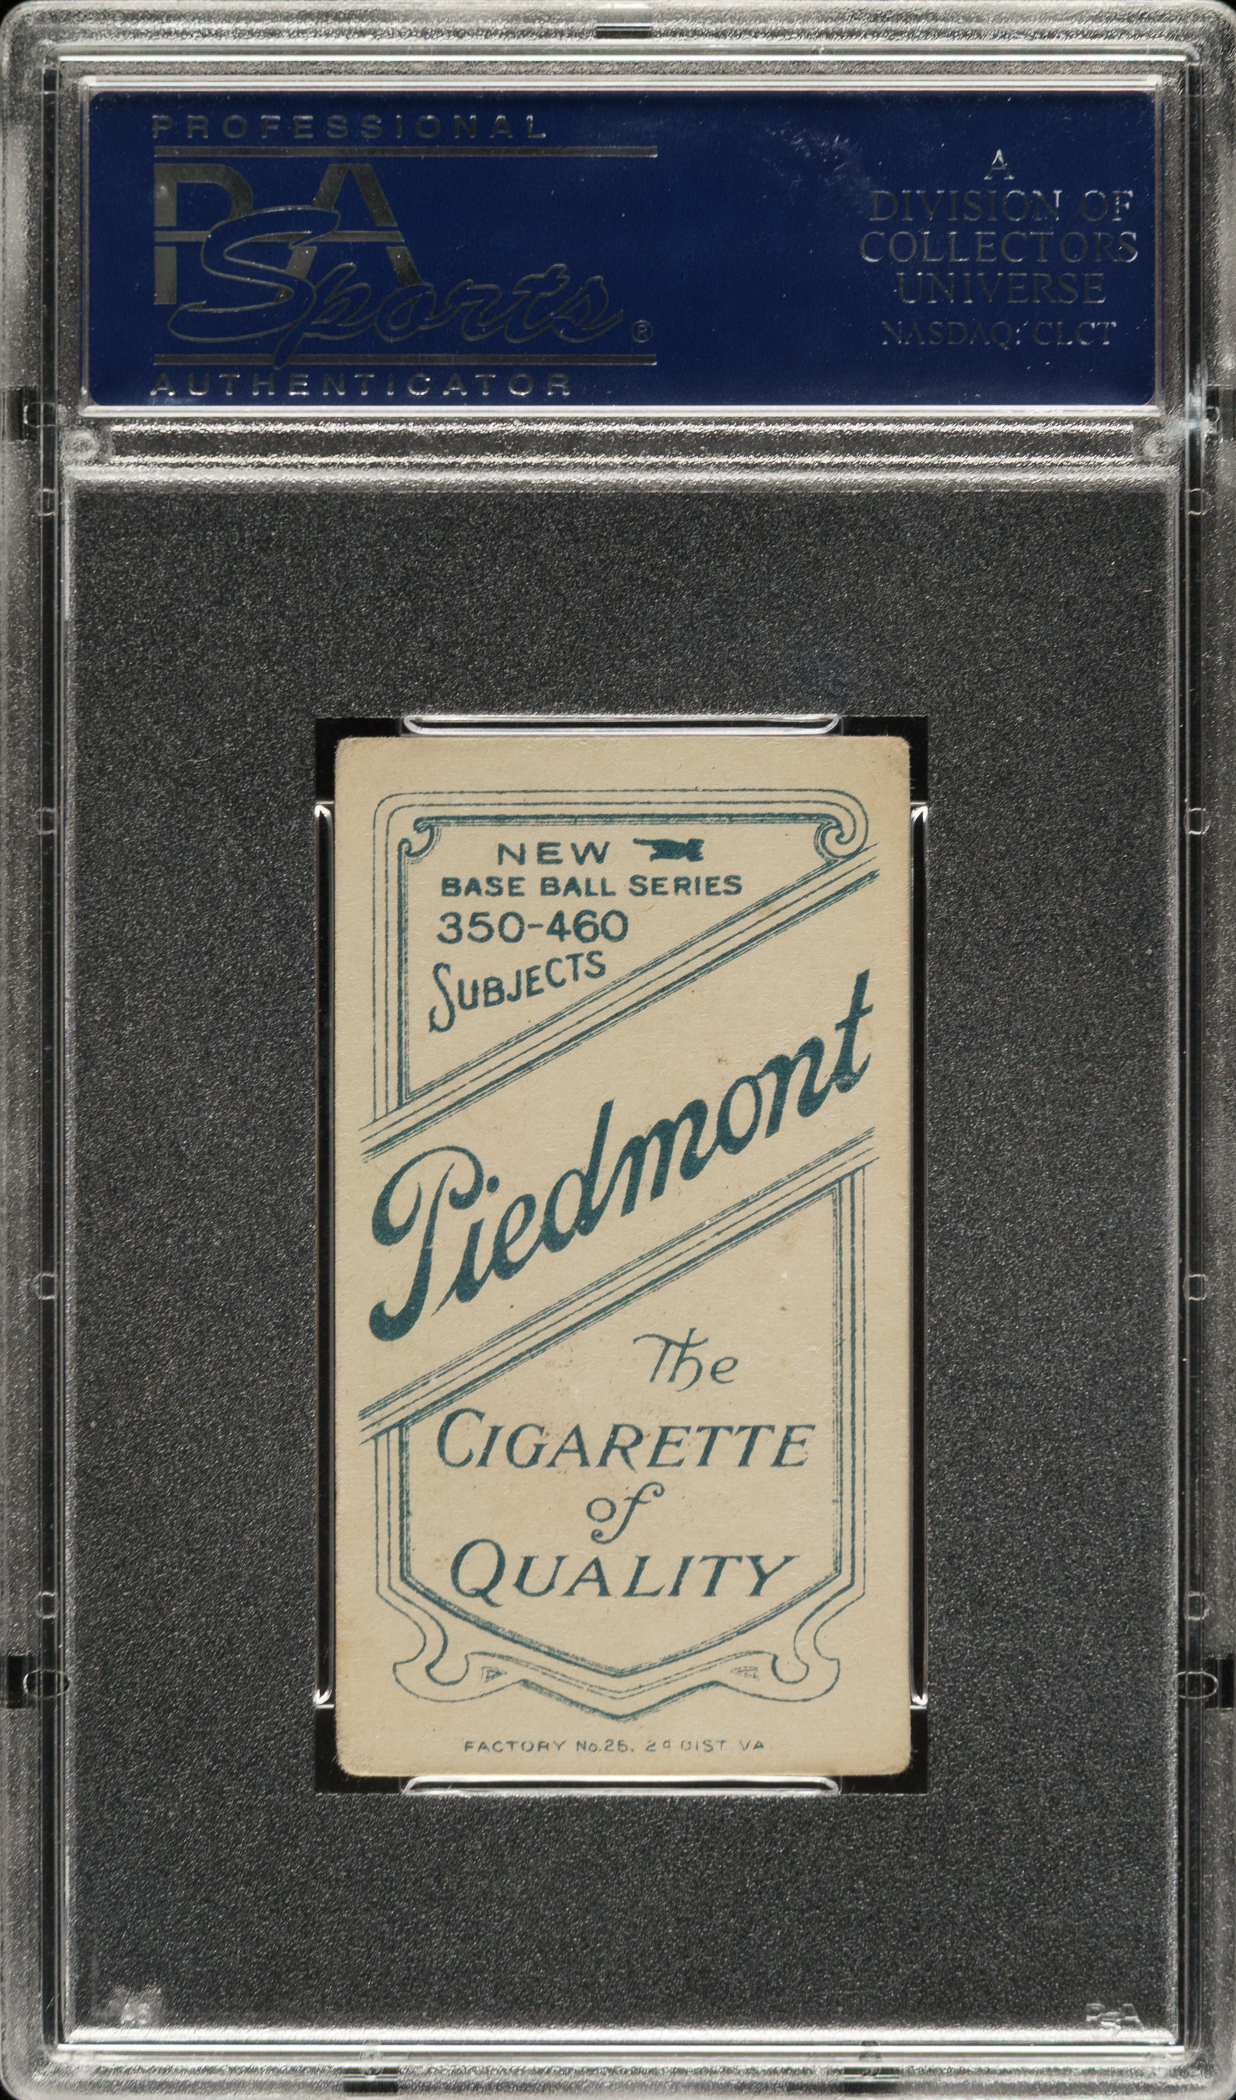 PROFESSIONAL
PSA
Sports®
AUTHENTICATOR
A
DIVISION OF
COLLECTORS
UNIVERSE
NASDAQ: CLCT
NEW
BASE BALL SERIES
350-460
SUBJECTS
Piedmont
The
CIGARETTE
of
QUALITY
FACTORY No.25. 2d DIST VA
PSA